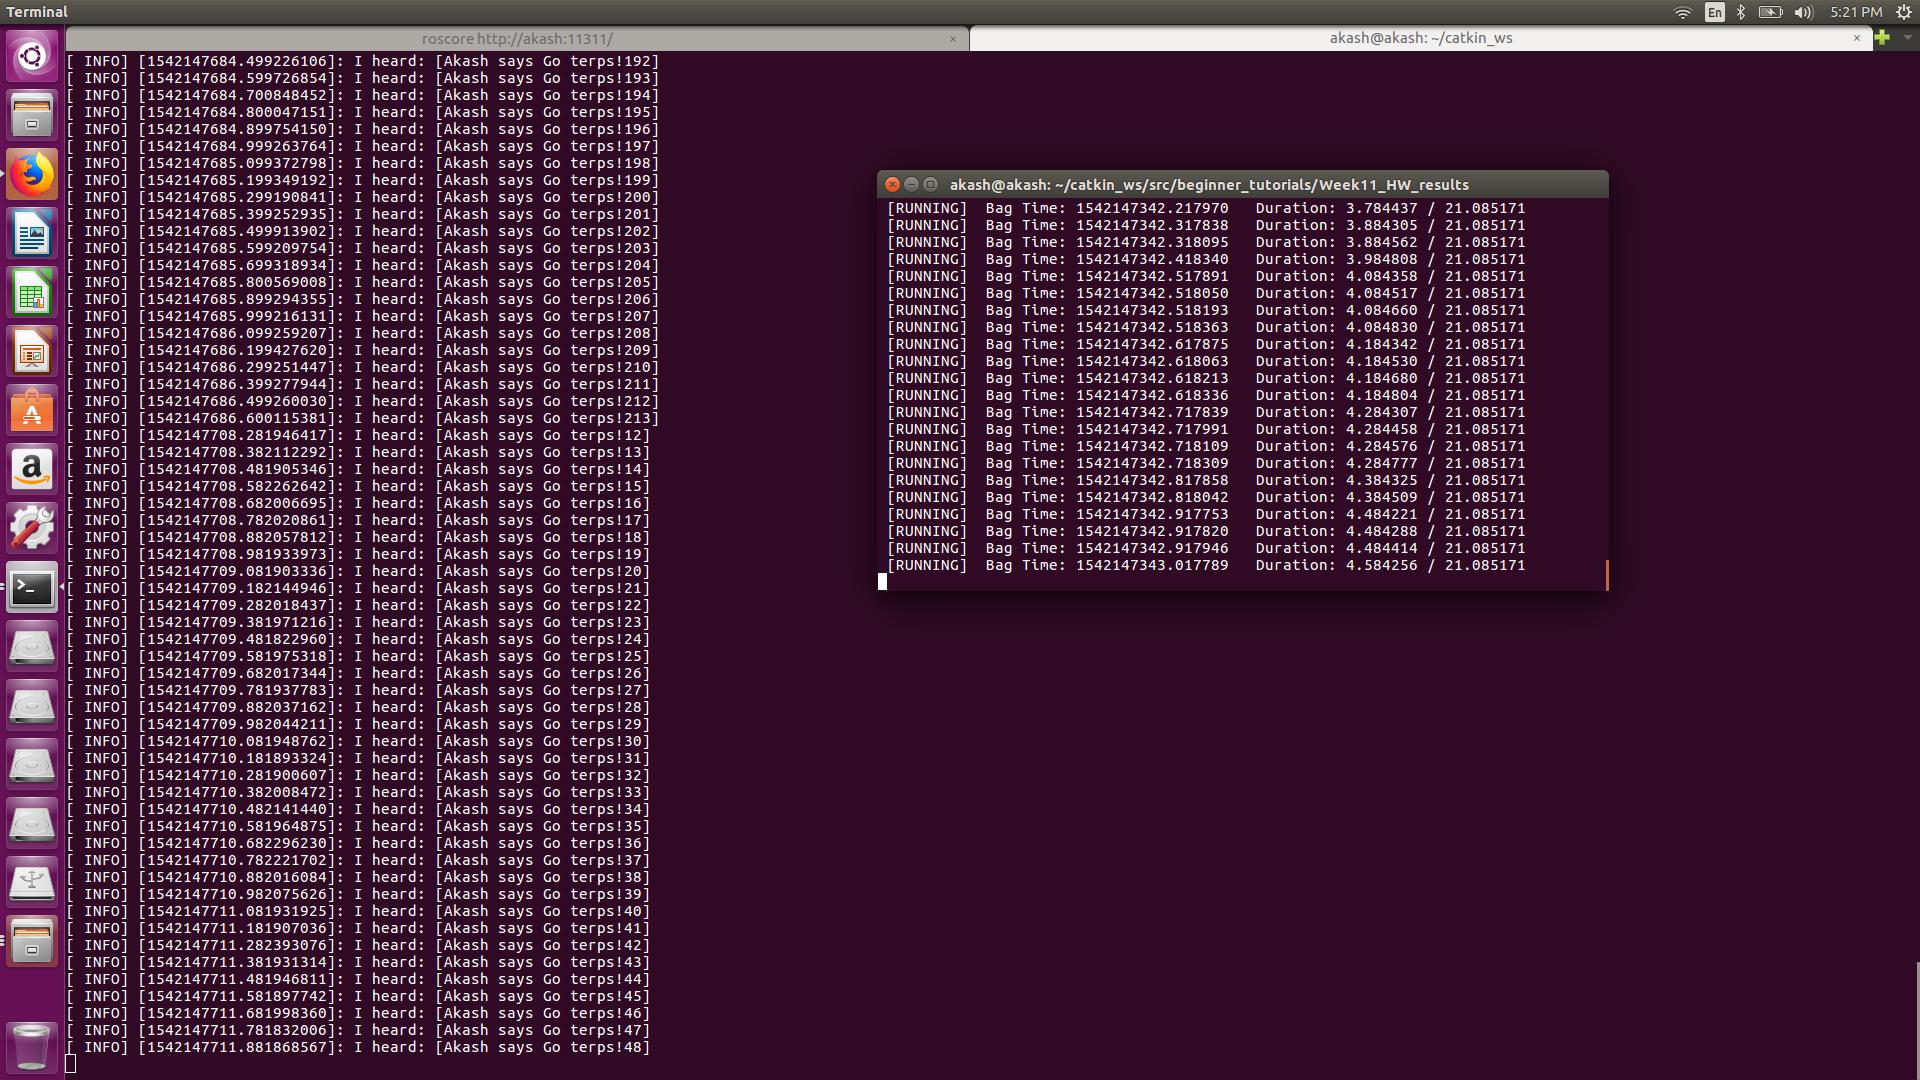 Terminal
En
5:21 PM
roscore http://akash:11311/
akash@akash: ~/catkin_ws
[ INFO] [1542147684.499226106]: I heard: [Akash says Go terps!192]
[ INFO] [1542147684.599726854]: I heard: [Akash says Go terps!193]
[ INFO] [1542147684.700848452]: I heard: [Akash says Go terps!194]
[ INFO] [1542147684.800047151]: I heard: [Akash says Go terps!195]
[ INFO] [1542147684.899754150]: I heard: [Akash says Go terps!196]
[ INFO] [1542147684.999263764]: I heard: [Akash says Go terps!197]
[ INFO] [1542147685.099372798]: I heard: [Akash says Go terps!198]
[ INFO] [1542147685.199349192]: I heard: [Akash says Go terps!199]
[ INFO] [1542147685.299190841]: I heard: [Akash says Go terps!200]
[ INFO] [1542147685.399252935]: I heard: [Akash says Go terps!201]
[ INFO] [1542147685.499913902]: I heard: [Akash says Go terps!202]
[ INFO] [1542147685.599209754]: I heard: [Akash says Go terps!203]
[ INFO] [1542147685.699318934]: I heard: [Akash says Go terps!204]
[ INFO] [1542147685.800569008]: I heard: [Akash says Go terps!205]
[ INFO] [1542147685.899294355]: I heard: [Akash says Go terps!206]
[ INFO] [1542147685.999216131]: I heard: [Akash says Go terps!207]
[ INFO] [1542147686.099259207]: I heard: [Akash says Go terps!208]
[ INFO] [1542147686.199427620]: I heard: [Akash says Go terps!209]
[ INFO] [1542147686.299251447]: I heard: [Akash says Go terps!210]
[ INFO] [1542147686.399277944]: I heard: [Akash says Go terps!211]
[ INFO] [1542147686.499260030]: I heard: [Akash says Go terps!212]
[ INFO] [1542147686.600115381]: I heard: [Akash says Go terps!213]
[ INFO] [1542147708.281946417]: I heard: [Akash says Go terps!12]
[ INFO] [1542147708.382112292]: I heard: [Akash says Go terps!13]
[ INFO] [1542147708.481905346]: I heard: [Akash says Go terps!14]
[ INFO] [1542147708.582262642]: I heard: [Akash says Go terps!15]
[ INFO] [1542147708.682006695]: I heard: [Akash says Go terps!16]
[ INFO] [1542147708.782020861]: I heard: [Akash says Go terps!17]
[ INFO] [1542147708.882057812]: I heard: [Akash says Go terps!18]
[ INFO] [1542147708.981933973]: I heard: [Akash says Go terps!19]
[ INFO] [1542147709.081903336]: I heard: [Akash says Go terps!20]
[ INFO] [1542147709.182144946]: I heard: [Akash says Go terps!21]
[ INFO] [1542147709.282018437]: I heard: [Akash says Go terps!22]
[ INFO] [1542147709.381971216]: I heard: [Akash says Go terps!23]
[ INFO] [1542147709.481822960]: I heard: [Akash says Go terps!24]
[ INFO] [1542147709.581975318]: I heard: [Akash says Go terps!25]
[ INFO] [1542147709.682017344]: I heard: [Akash says Go terps!26]
[ INFO] [1542147709.781937783]: I heard: [Akash says Go terps!27]
[ INFO] [1542147709.882037162]: I heard: [Akash says Go terps!28]
[ INFO] [1542147709.982044211]: I heard: [Akash says Go terps!29]
[ INFO] [1542147710.081948762]: I heard: [Akash says Go terps!30]
[ INFO] [1542147710.181893324]: I heard: [Akash says Go terps!31]
[ INFO] [1542147710.281900607]: I heard: [Akash says Go terps!32]
[ INFO] [1542147710.382008472]: I heard: [Akash says Go terps!33]
[ INFO] [1542147710.482141440]: I heard: [Akash says Go terps!34]
[ INFO] [1542147710.581964875]: I heard: [Akash says Go terps!35]
[ INFO] [1542147710.682296230]: I heard: [Akash says Go terps!36]
[ INFO] [1542147710.782221702]: I heard: [Akash says Go terps!37]
[ INFO] [1542147710.882016084]: I heard: [Akash says Go terps!38]
[ INFO] [1542147710.982075626]: I heard: [Akash says Go terps!39]
[ INFO] [1542147711.081931925]: I heard: [Akash says Go terps!40]
[ INFO] [1542147711.181907036]: I heard: [Akash says Go terps!41]
[ INFO] [1542147711.282393076]: I heard: [Akash says Go terps!42]
[ INFO] [1542147711.381931314]: I heard: [Akash says Go terps!43]
[ INFO] [1542147711.481946811]: I heard: [Akash says Go terps!44]
[ INFO] [1542147711.581897742]: I heard: [Akash says Go terps!45]
[ INFO] [1542147711.681998360]: I heard: [Akash says Go terps!46]
[ INFO] [1542147711.781832006]: I heard: [Akash says Go terps!47]
[ INFO] [1542147711.881868567]: I heard: [Akash says Go terps!48]
akash@akash: ~/catkin_ws/src/beginner_tutorials/Week11_HW_results
[RUNNING]  Bag Time: 1542147342.217970   Duration: 3.784437 / 21.085171
[RUNNING]  Bag Time: 1542147342.317838   Duration: 3.884305 / 21.085171
[RUNNING]  Bag Time: 1542147342.318095   Duration: 3.884562 / 21.085171
[RUNNING]  Bag Time: 1542147342.418340   Duration: 3.984808 / 21.085171
[RUNNING]  Bag Time: 1542147342.517891   Duration: 4.084358 / 21.085171
[RUNNING]  Bag Time: 1542147342.518050   Duration: 4.084517 / 21.085171
[RUNNING]  Bag Time: 1542147342.518193   Duration: 4.084660 / 21.085171
[RUNNING]  Bag Time: 1542147342.518363   Duration: 4.084830 / 21.085171
[RUNNING]  Bag Time: 1542147342.617875   Duration: 4.184342 / 21.085171
[RUNNING]  Bag Time: 1542147342.618063   Duration: 4.184530 / 21.085171
[RUNNING]  Bag Time: 1542147342.618213   Duration: 4.184680 / 21.085171
[RUNNING]  Bag Time: 1542147342.618336   Duration: 4.184804 / 21.085171
[RUNNING]  Bag Time: 1542147342.717839   Duration: 4.284307 / 21.085171
[RUNNING]  Bag Time: 1542147342.717991   Duration: 4.284458 / 21.085171
[RUNNING]  Bag Time: 1542147342.718109   Duration: 4.284576 / 21.085171
[RUNNING]  Bag Time: 1542147342.718309   Duration: 4.284777 / 21.085171
[RUNNING]  Bag Time: 1542147342.817858   Duration: 4.384325 / 21.085171
[RUNNING]  Bag Time: 1542147342.818042   Duration: 4.384509 / 21.085171
[RUNNING]  Bag Time: 1542147342.917753   Duration: 4.484221 / 21.085171
[RUNNING]  Bag Time: 1542147342.917820   Duration: 4.484288 / 21.085171
[RUNNING]  Bag Time: 1542147342.917946   Duration: 4.484414 / 21.085171
[RUNNING]  Bag Time: 1542147343.017789   Duration: 4.584256 / 21.085171